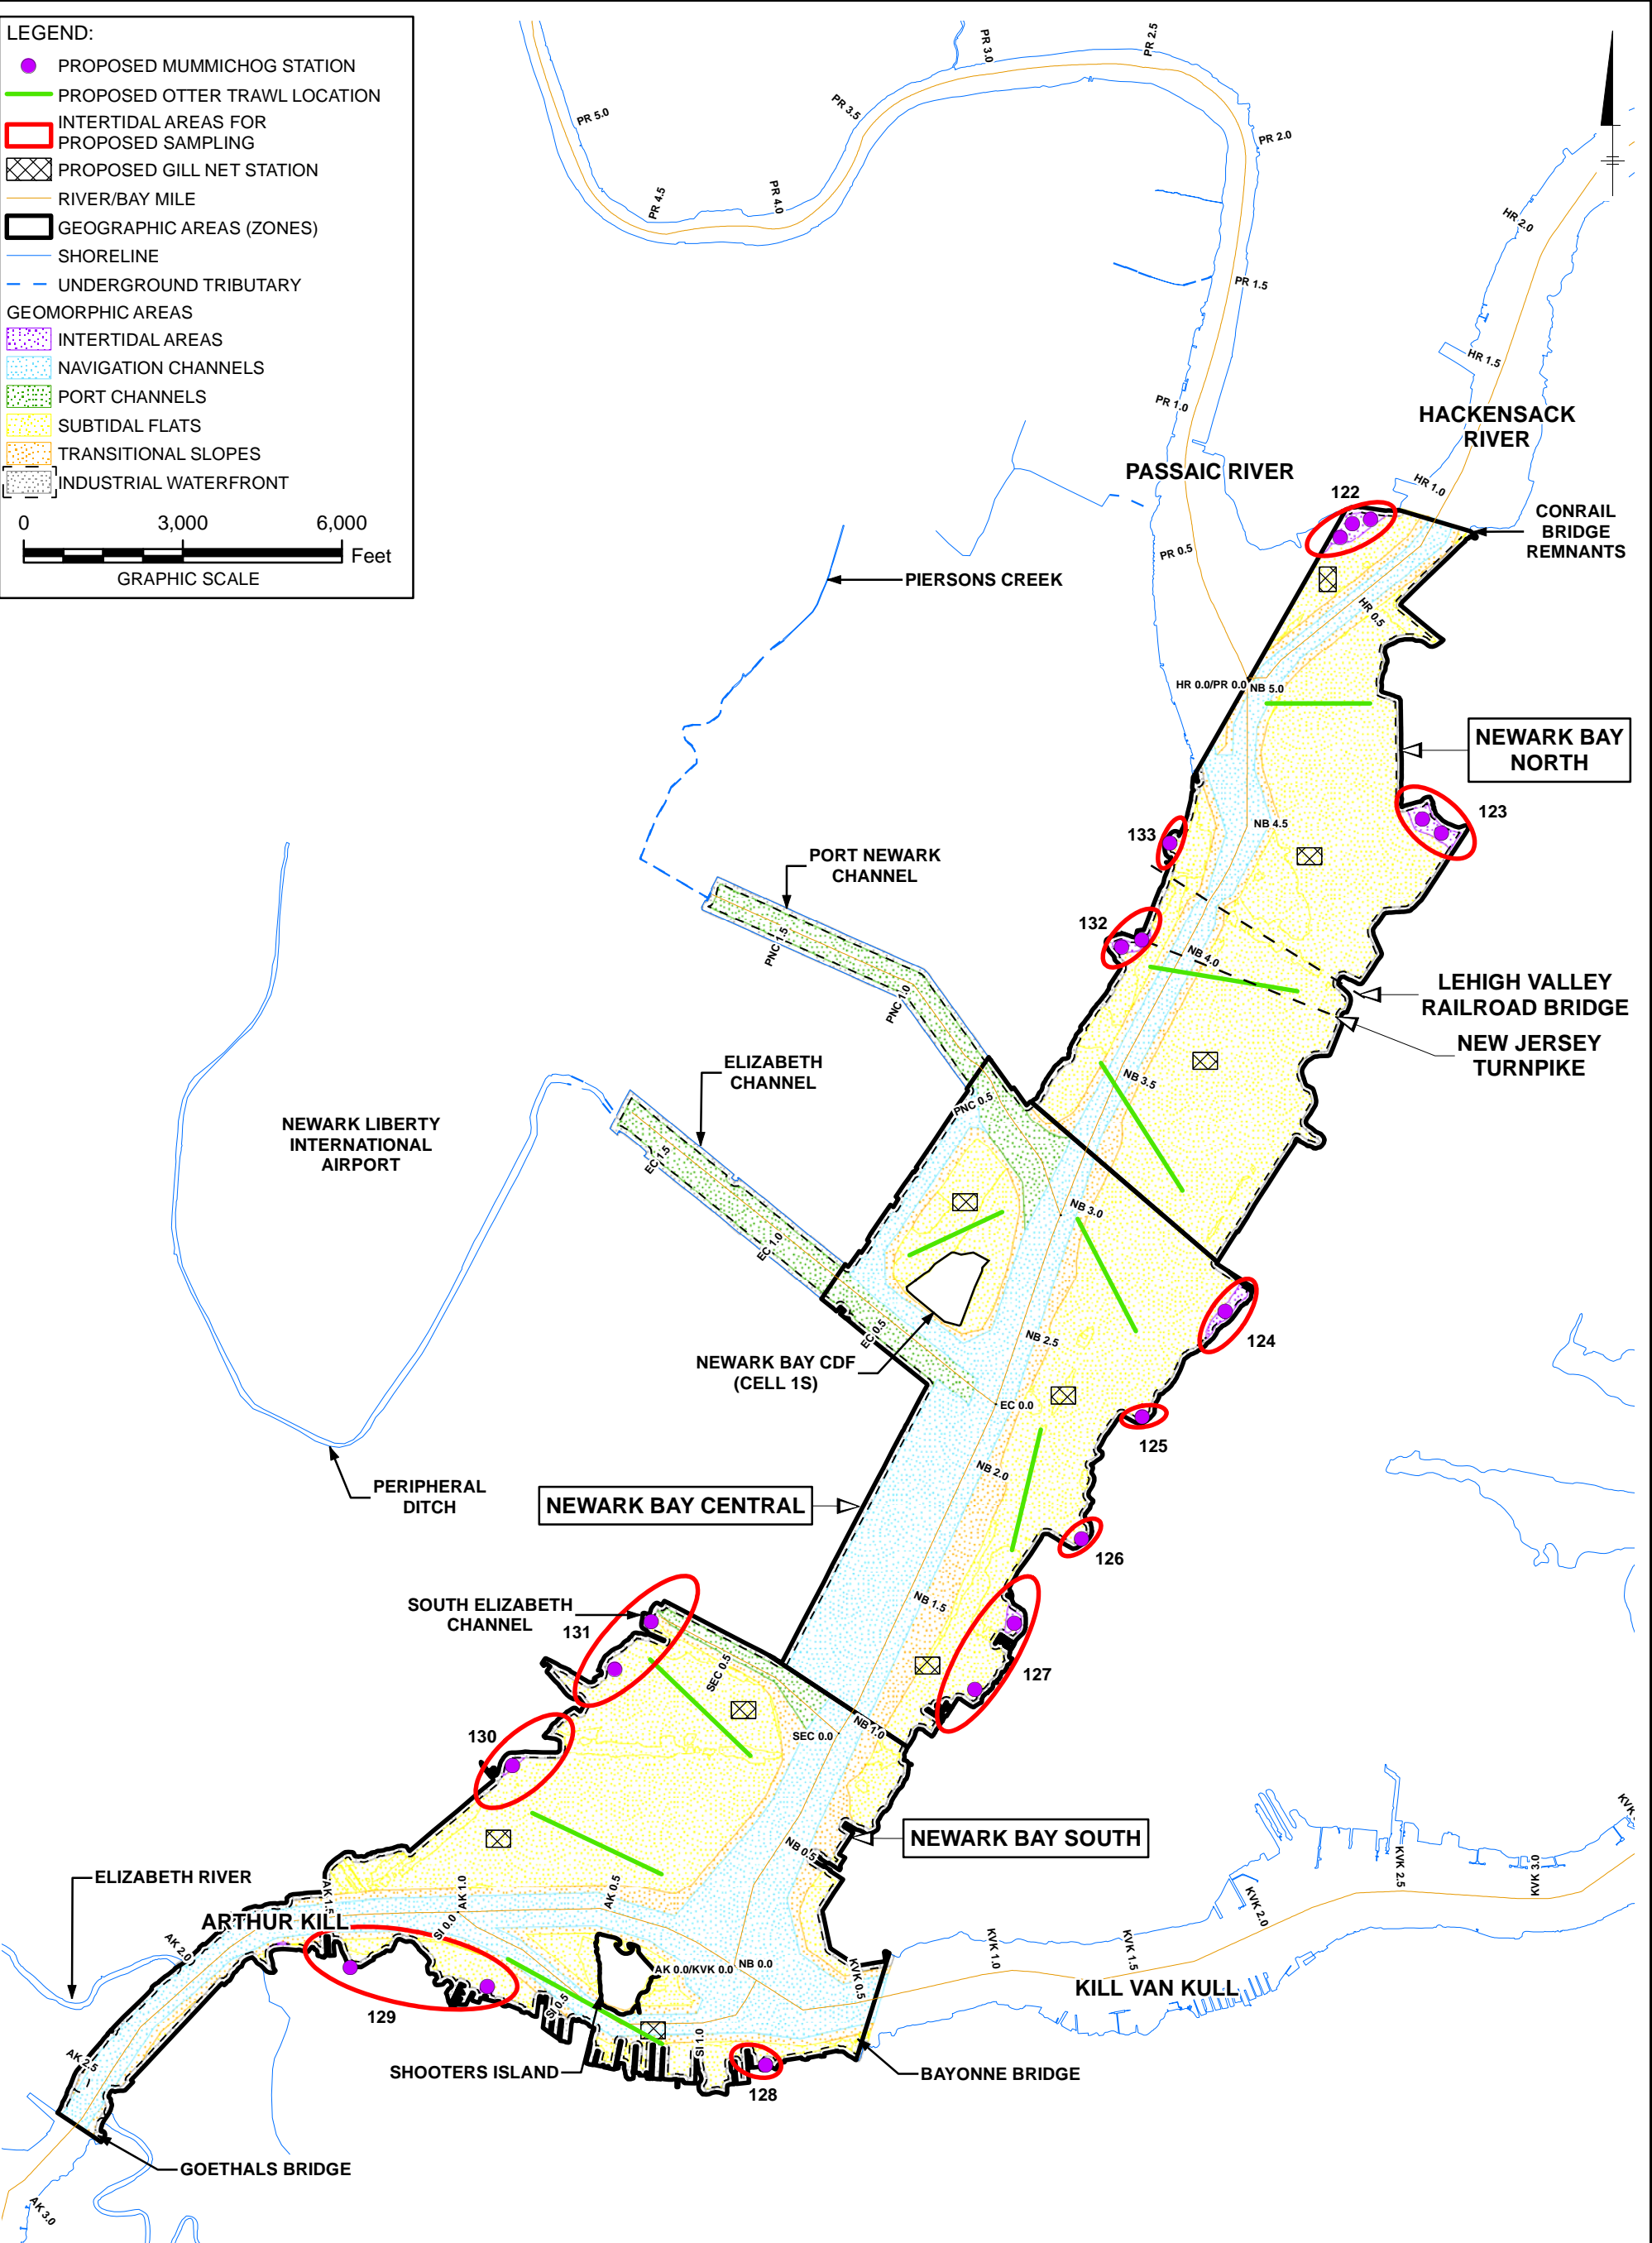 LEGEND:
PROPOSED MUMMICHOG STATION
PROPOSED OTTER TRAWL LOCATION
INTERTIDAL AREAS FOR
PROPOSED SAMPLING
PROPOSED GILL NET STATION
RIVER/BAY MILE
GEOGRAPHIC AREAS (ZONES)
SHORELINE
UNDERGROUND TRIBUTARY
GEOMORPHIC AREAS
INTERTIDAL AREAS
NAVIGATION CHANNELS
PORT CHANNELS
SUBTIDAL FLATS
TRANSITIONAL SLOPES
INDUSTRIAL WATERFRONT
0 3,000 6,000
Feet
GRAPHIC SCALE
PR 5.0
PR 4.5
PR 4.0
PR 3.5
PR 3.0
PR 2.5
PR 2.0
PR 1.5
PR 1.0
PR 0.5
HR 2.0
HR 1.5
HR 1.0
HR 0.5
HACKENSACK
RIVER
PASSAIC RIVER
122
CONRAIL
BRIDGE
REMNANTS
PIERSONS CREEK
HR 0.0/PR 0.0
NB 5.0
NEWARK BAY
NORTH
123
NB 4.5
133
PORT NEWARK
CHANNEL
132
PNC 1.5
NB 4.0
PNC 1.0
LEHIGH VALLEY
RAILROAD BRIDGE
NEW JERSEY
TURNPIKE
ELIZABETH
CHANNEL
NB 3.5
PNC 0.5
NEWARK LIBERTY
INTERNATIONAL
AIRPORT
EC 1.5
NB 3.0
EC 1.0
EC 0.5
NB 2.5
124
NEWARK BAY CDF
(CELL 1S)
EC 0.0
125
NB 2.0
PERIPHERAL
DITCH
NEWARK BAY CENTRAL
126
SOUTH ELIZABETH
CHANNEL
131
NB 1.5
127
SEC 0.5
NB 1.0
SEC 0.0
130
NEWARK BAY SOUTH
NB 0.5
KVK
KVK 2.5
KVK 3.0
KVK 2.0
ELIZABETH RIVER
AK 1.5
AK 1.0
AK 0.5
ARTHUR KILL
SI 0.0
AK 2.0
AK 0.0/KVK 0.0
NB 0.0
KVK 0.5
KVK 1.0
KVK 1.5
KILL VAN KULL
SI 0.5
129
SI 1.0
AK 2.5
SHOOTERS ISLAND
128
BAYONNE BRIDGE
GOETHALS BRIDGE
AK 3.0